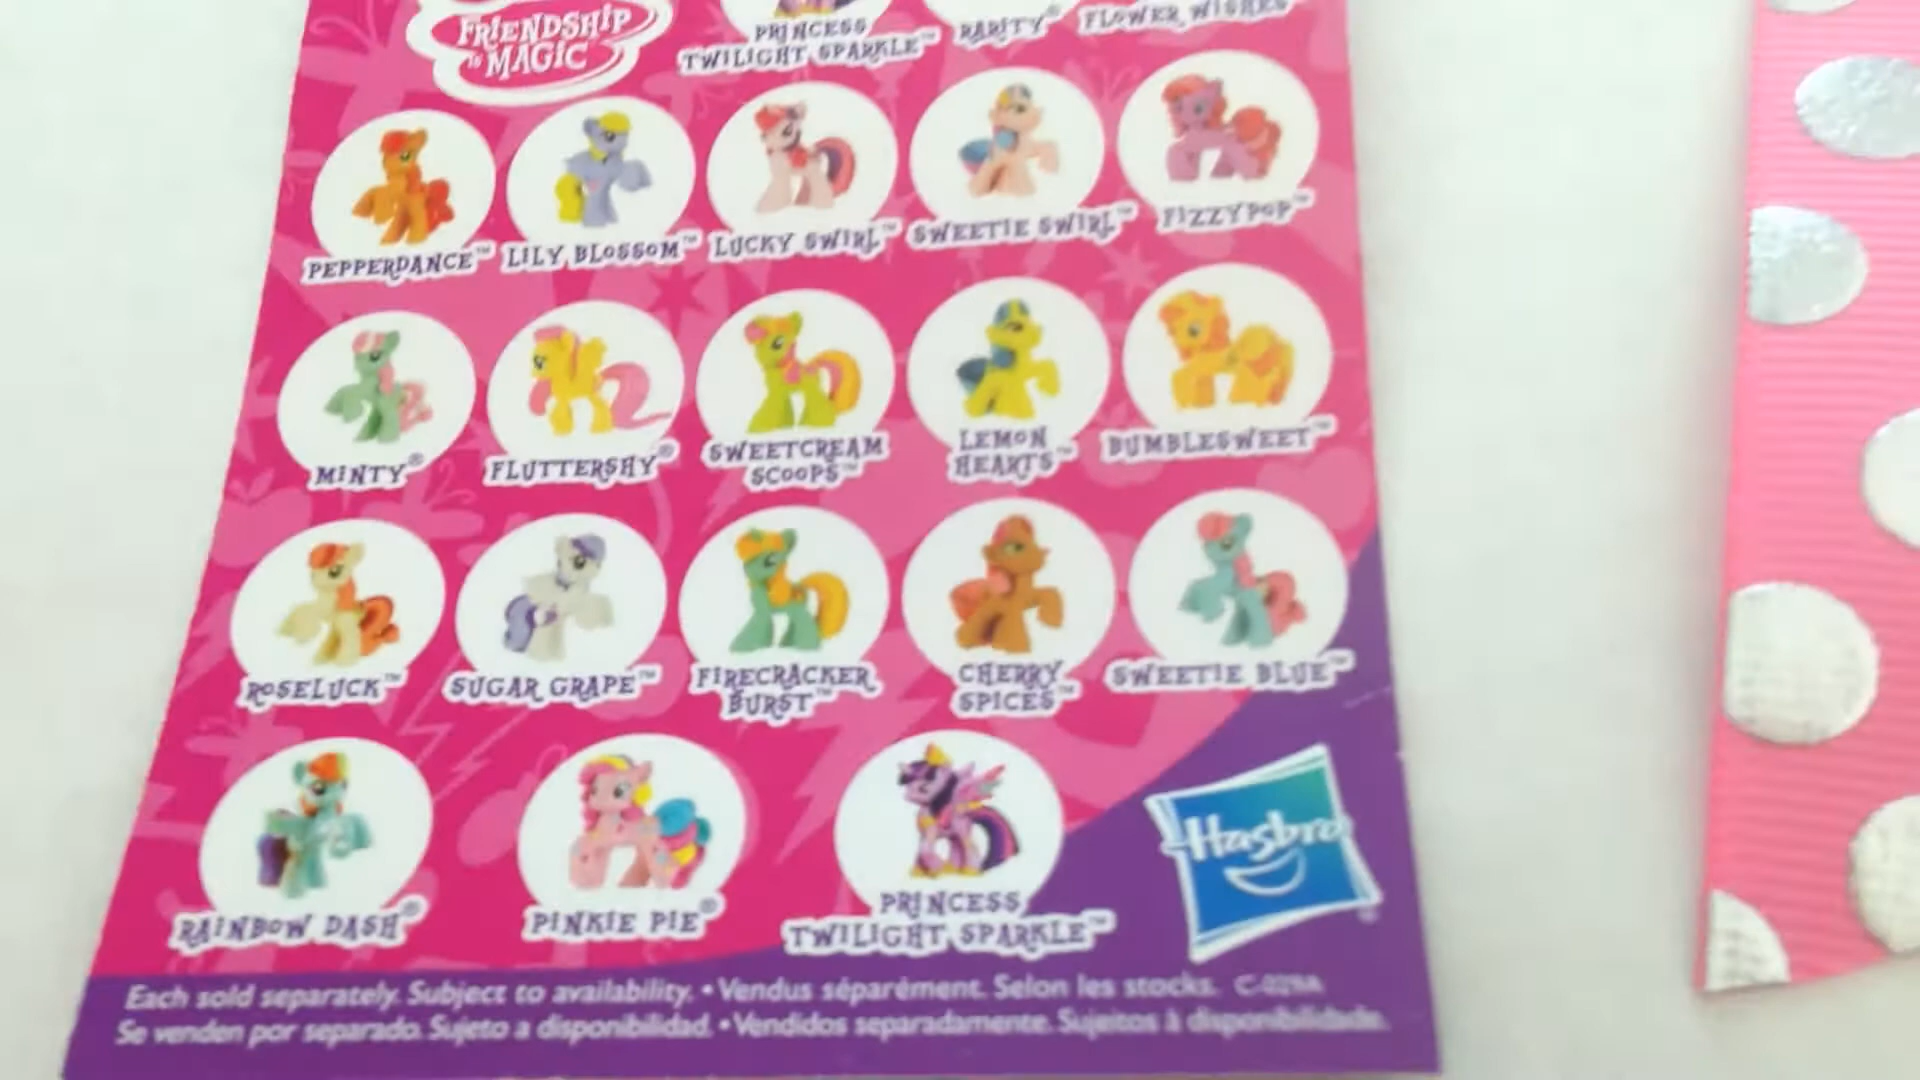 FRIENDSHIP
IS MAGIC
PRINCESS
TWILIGHT SPARKLE™
RARITY®
FLOWER WISHES
PEPPERDANCE™
LILY BLOSSOM™
LUCKY SWIRL™
SWEETIE SWIRL™
FIZZYPOP™
MINTY®
FLUTTERSHY®
SWEETCREAM
SCOOPS™
LEMON
HEARTS™
BUMBLESWEET™
ROSELUCK™
SUGAR GRAPE™
FIRECRACKER
BURST™
CHERRY
SPICES™
SWEETIE BLUE™
RAINBOW DASH®
PINKIE PIE®
PRINCESS
TWILIGHT SPARKLE™
Hasbro
Each sold separately. Subject to availability. • Vendus séparément. Selon les stocks.
Se venden por separado. Sujeto a disponibilidad. • Vendidos separadamente. Sujeitos à disponibilidade.